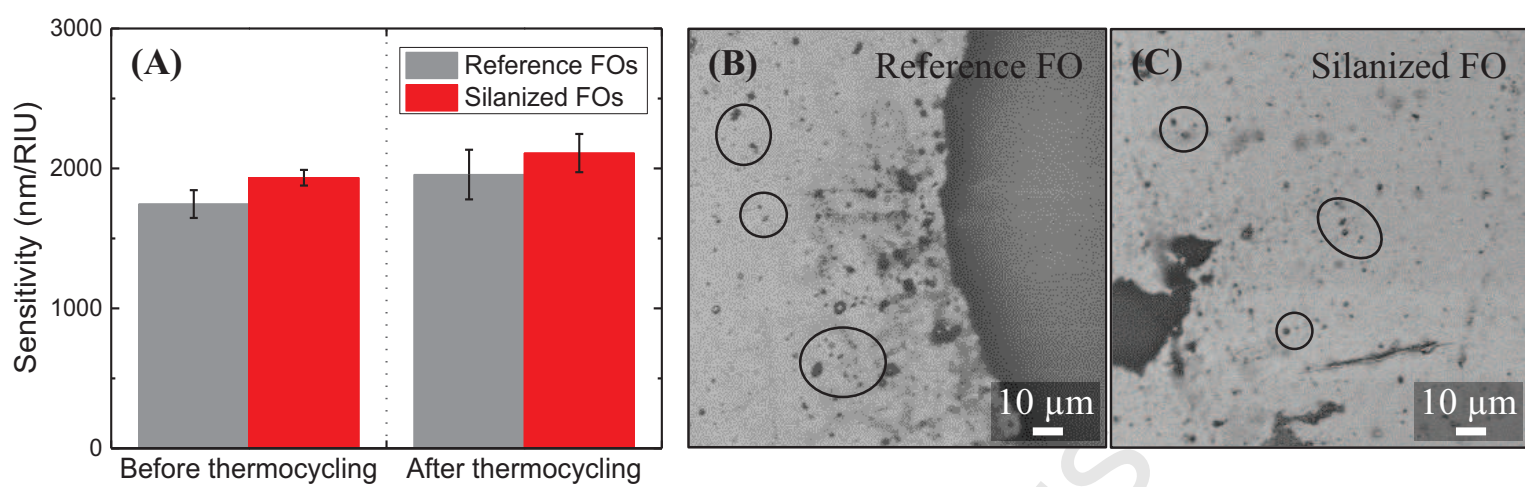 (A)
Reference FOs
Silanized FOs
Sensitivity (nm/RIU)
3000
2000
1000
0
Before thermocycling
After thermocycling
(B)
Reference FO
10 µm
(C)
Silanized FO
10 µm